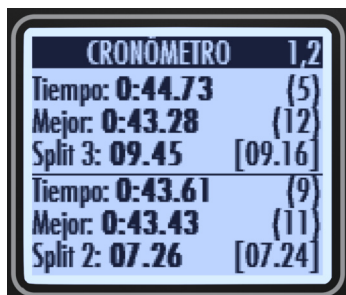 CRONÓMETRO 1,2
Tiempo: 0:44.73 (5)
Mejor: 0:43.28 (12)
Split 3: 09.45 [09.16]
Tiempo: 0:43.61 (9)
Mejor: 0:43.43 (11)
Split 2: 07.26 [07.24]